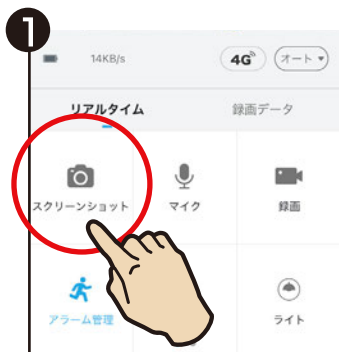 1
14KB/s
4G
オート
リアルタイム 録画データ
スクリーンショット マイク 録画
アラーム管理 ライト